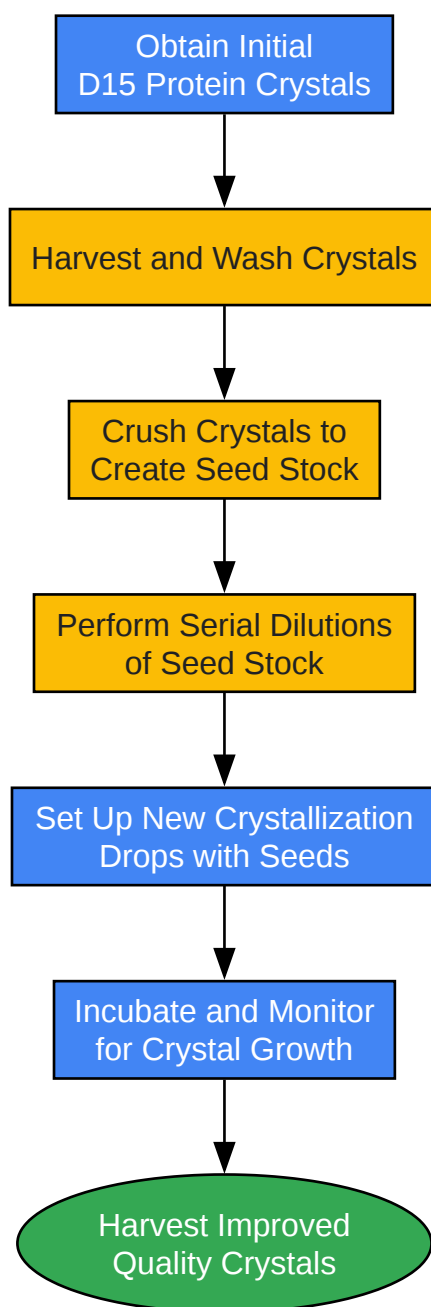 Obtain Initial
D15 Protein Crystals
Harvest and Wash Crystals
Crush Crystals to
Create Seed Stock
Perform Serial Dilutions
of Seed Stock
Set Up New Crystallization
Drops with Seeds
Incubate and Monitor
for Crystal Growth
Harvest Improved
Quality Crystals